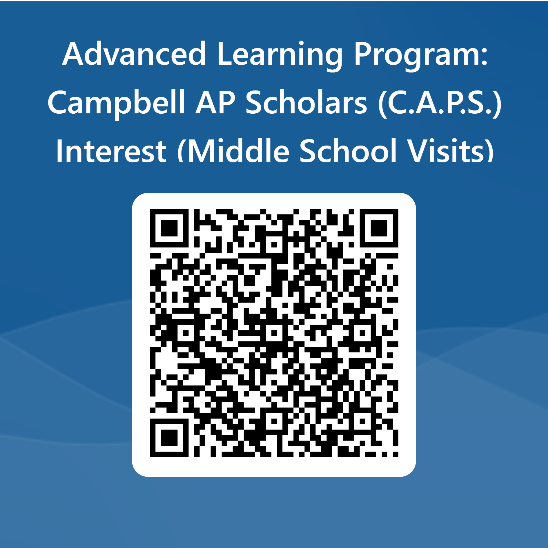 Advanced Learning Program:
Campbell AP Scholars (C.A.P.S.)
Interest (Middle School Visits)